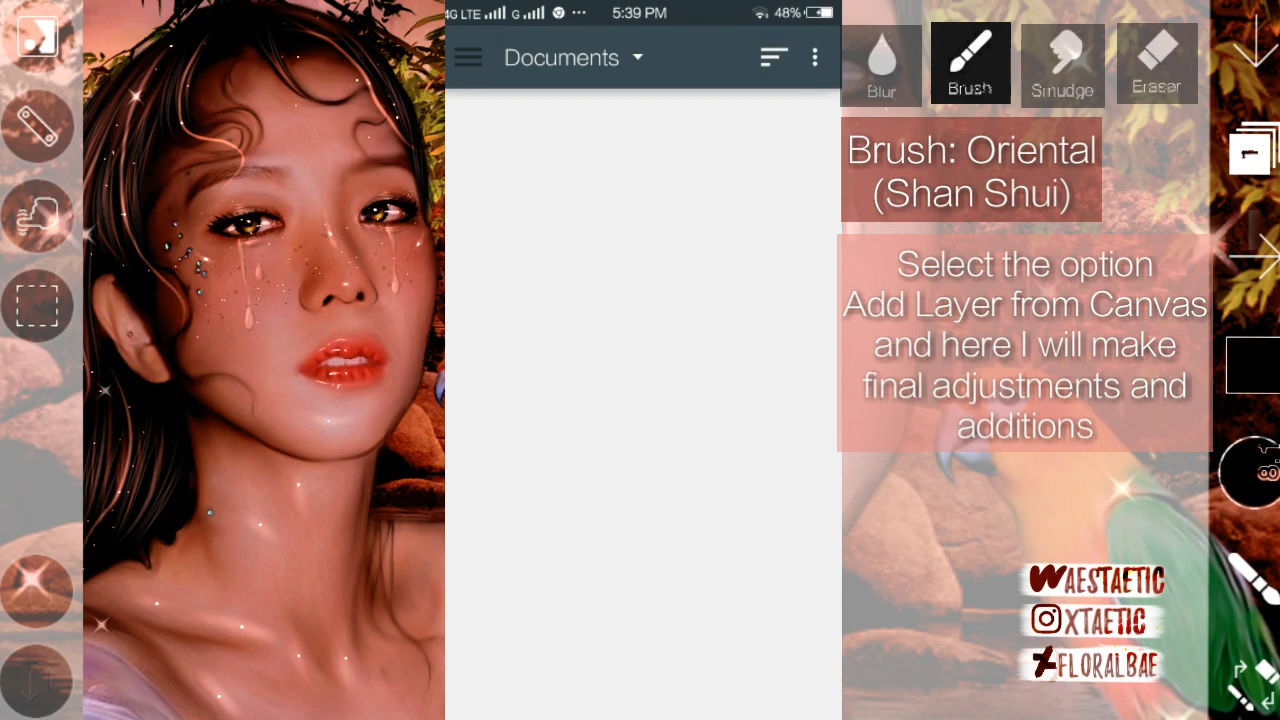 4G LTE G ··· 5:39 PM 48%
Documents
Blur Brush Smudge Eraser
Brush: Oriental
(Shan Shui)
Select the option
Add Layer from Canvas
and here I will make
final adjustments and
additions
WAESTAETIC
XTAETIC
FLORALBAE